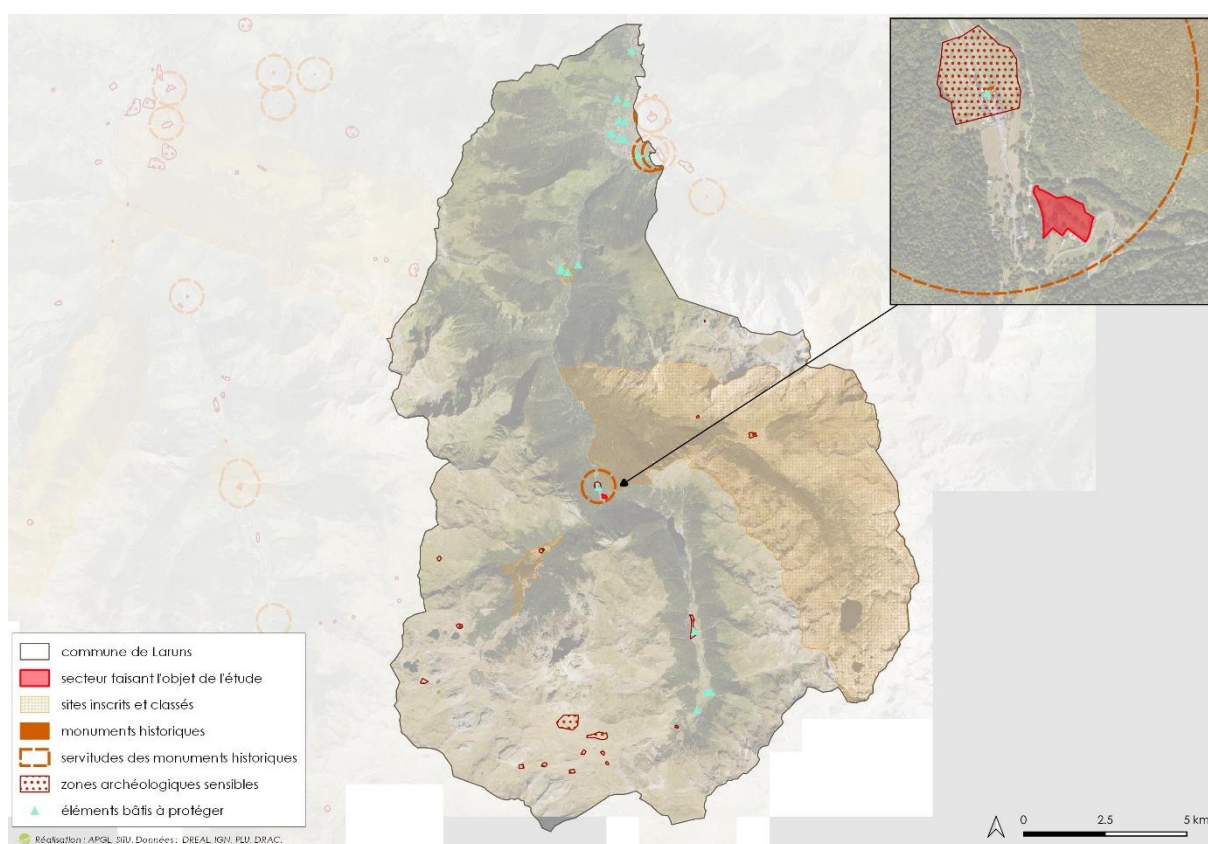 commune de Laruns
secteur faisant l'objet de l'étude
sites inscrits et classés
monuments historiques
servitudes des monuments historiques
zones archéologiques sensibles
éléments bâtis à protéger
Réalisation : APGL, SIIU, Données : DREAL, IGN, PLU, DRAC,
0 2.5 5 km